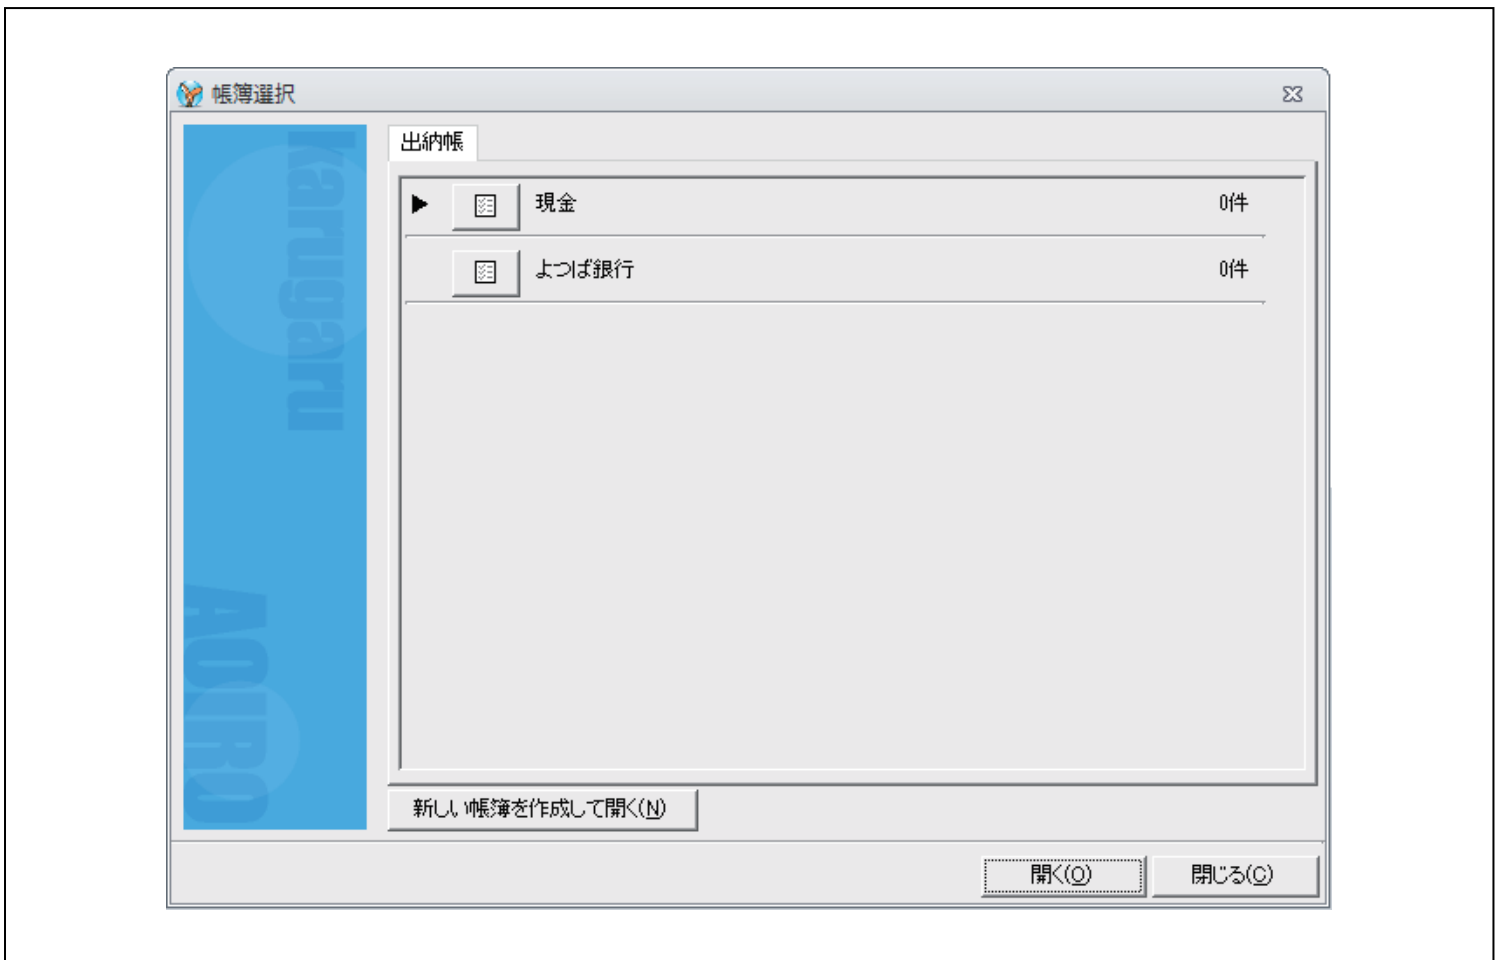 帳簿選択
karugaru
AOIRO
出納帳
現金 0件
よつば銀行 0件
新しい帳簿を作成して開く(N)
開く(O) 閉じる(C)